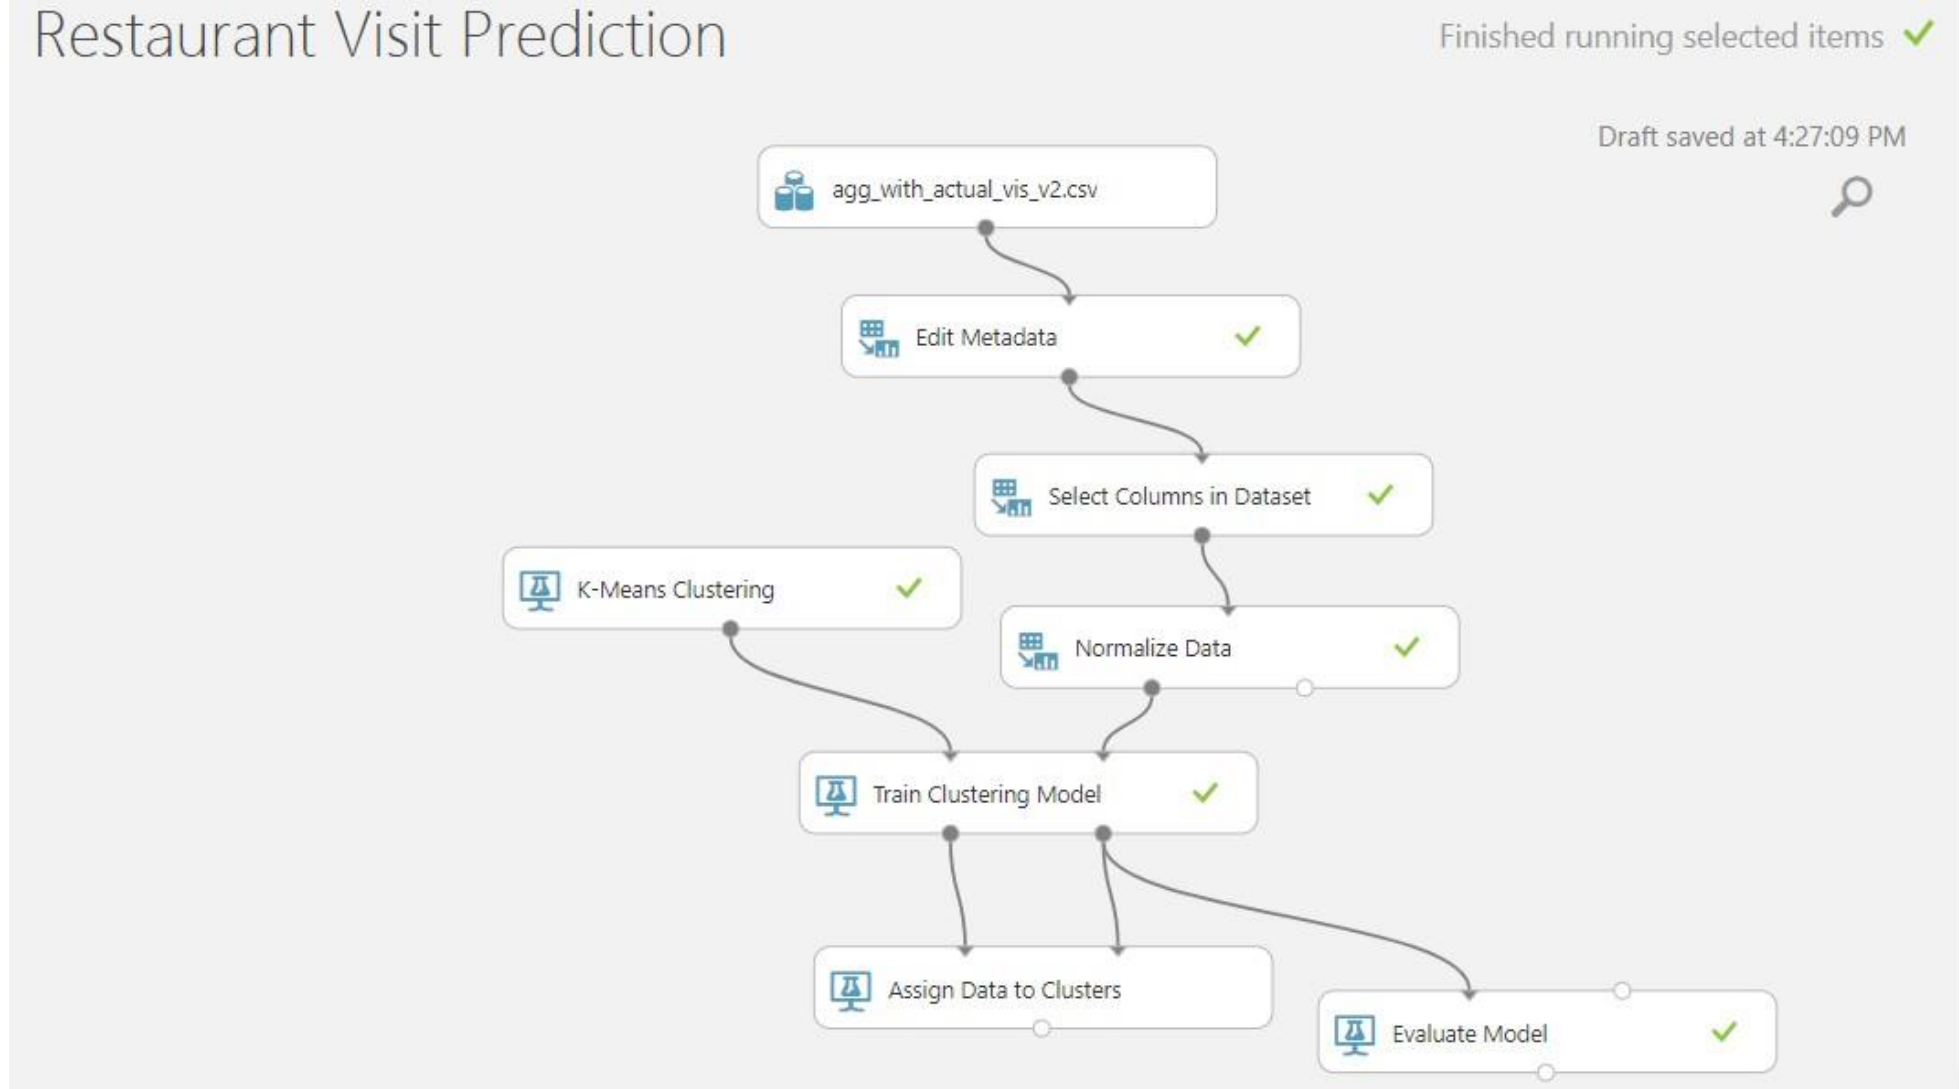 Restaurant Visit Prediction
Finished running selected items
Draft saved at 4:27:09 PM
agg_with_actual_vis_v2.csv
Edit Metadata
Select Columns in Dataset
K-Means Clustering
Normalize Data
Train Clustering Model
Assign Data to Clusters
Evaluate Model